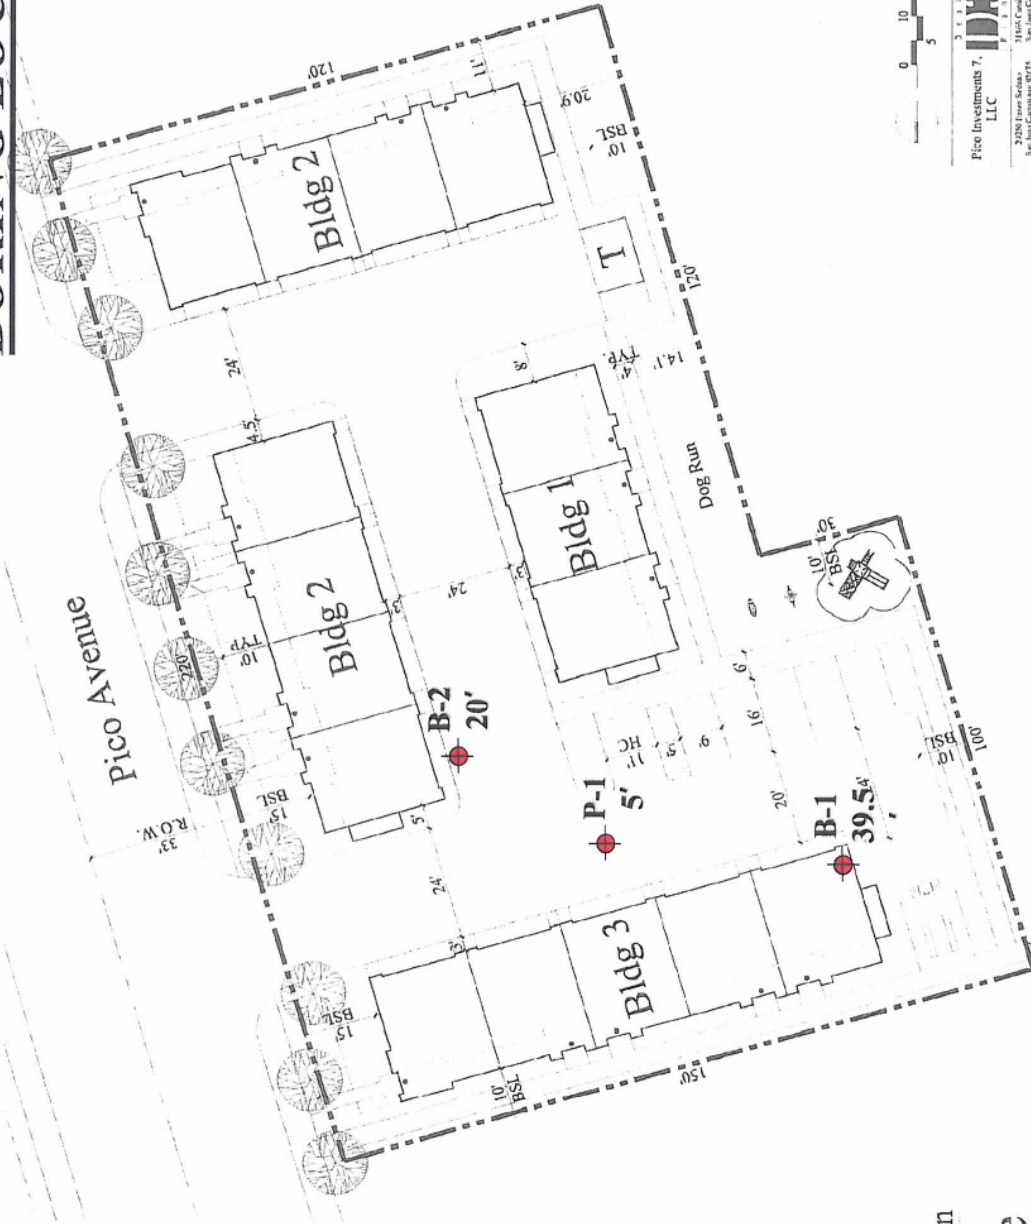 Pico Avenue
220'
33'
R.O.W.
15'
BSL
10'
TYP
15'
BSL
10'
BSL
120'
11'
20.9'
10'
BSL
Bldg 2
24'
4.5'
Bldg 2
3'
24'
3'
5'
24'
3'
8'
4'
TYP.
14.1'
T
120'
Bldg 1
Dog Run
30'
10'
BSL
B-2
20'
P-1
5'
11'
HC
5'
9'
6'
16'
20'
B-1
39.5
4'
Bldg 3
10'
BSL
100'
150'
0
5
10
Pico Investments 7,
LLC